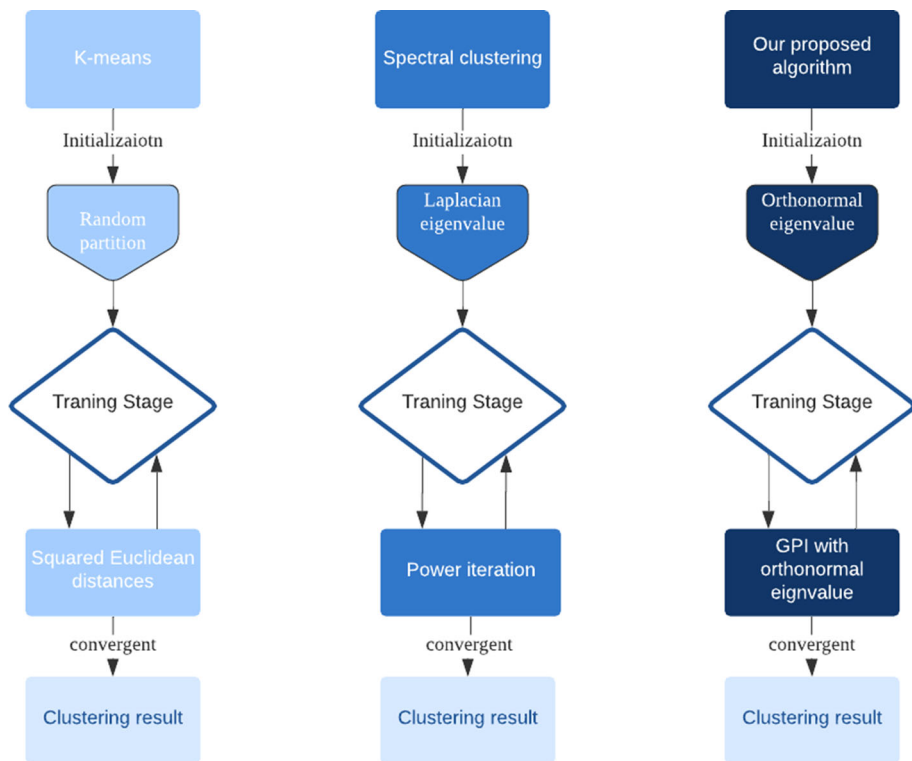 K-means
Initializaiotn
Random
partition
Traning Stage
Squared Euclidean
distances
convergent
Clustering result
Spectral clustering
Initializaiotn
Laplacian
eigenvalue
Traning Stage
Power iteration
convergent
Clustering result
Our proposed
algorithm
Initializaiotn
Orthonormal
eigenvalue
Traning Stage
GPI with
orthonormal
eignvalue
convergent
Clustering result